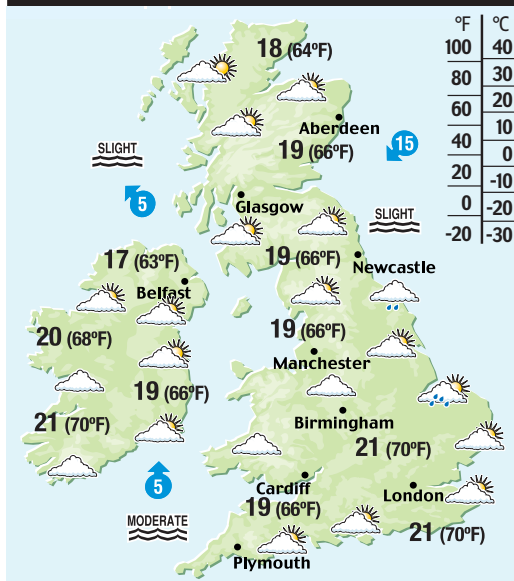 18 (64ºF)
ºF ºC
100 40
80 30
60 20
40 10
20 0
0 -10
-20 -20
-30
Aberdeen
19 (66ºF)
15
SLIGHT
5
Glasgow
SLIGHT
17 (63ºF)
19 (66ºF)
Newcastle
Belfast
20 (68ºF)
19 (66ºF)
Manchester
19 (66ºF)
21 (70ºF)
Birmingham
21 (70ºF)
5
Cardiff
London
19 (66ºF)
MODERATE
21 (70ºF)
Plymouth